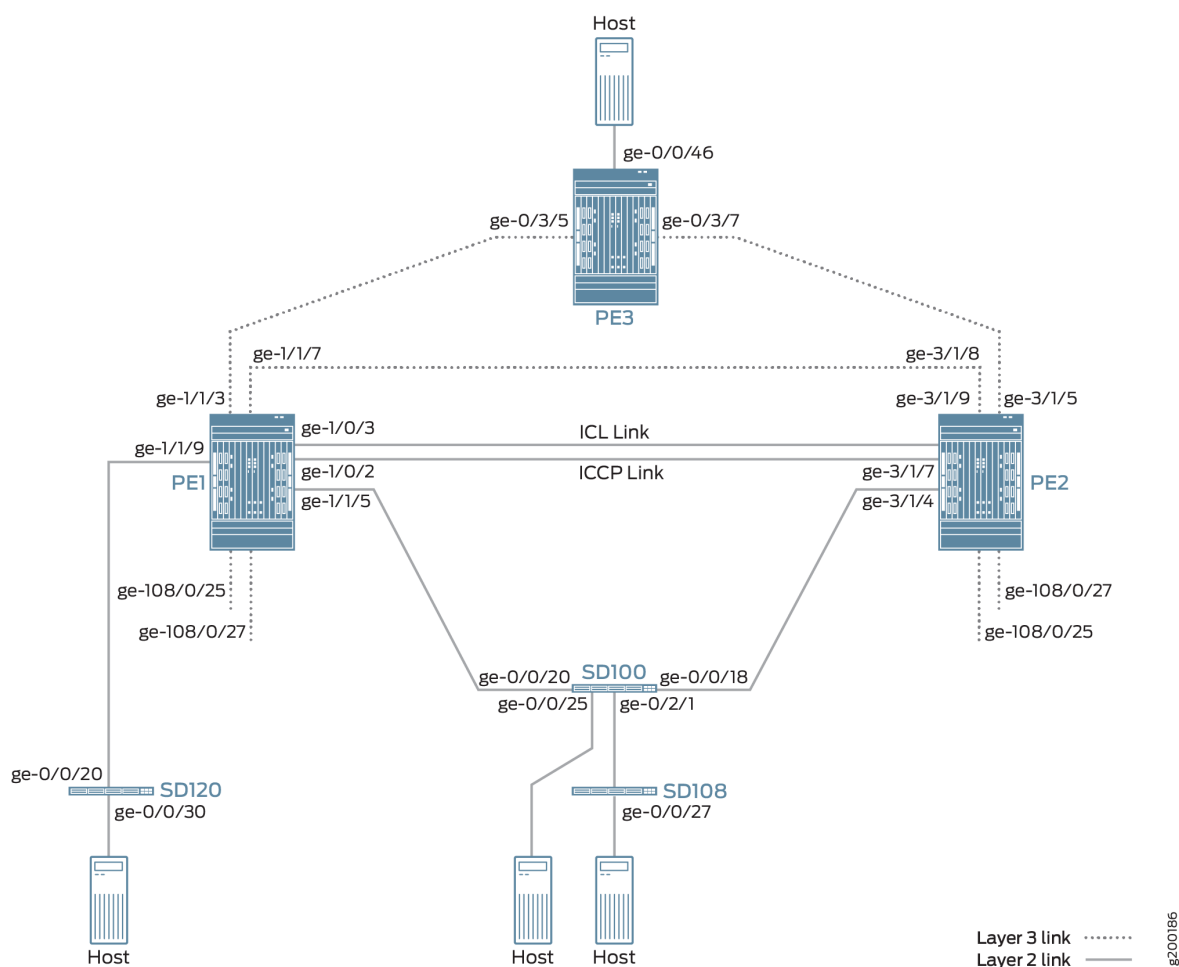 Host
ge-0/0/46
ge-0/3/5
ge-0/3/7
PE3
ge-1/1/7
ge-3/1/8
ge-1/1/3
ge-3/1/9
ge-3/1/5
ge-1/0/3
ICL Link
ge-1/1/9
ge-1/0/2
ICCP Link
ge-3/1/7
PE1
PE2
ge-1/1/5
ge-3/1/4
ge-108/0/25
ge-108/0/27
ge-108/0/27
ge-108/0/25
SD100
ge-0/0/20
ge-0/0/18
ge-0/0/25
ge-0/2/1
ge-0/0/20
SD120
SD108
ge-0/0/30
ge-0/0/27
Host
Host
Host
Layer 3 link
Layer 2 link
g200186